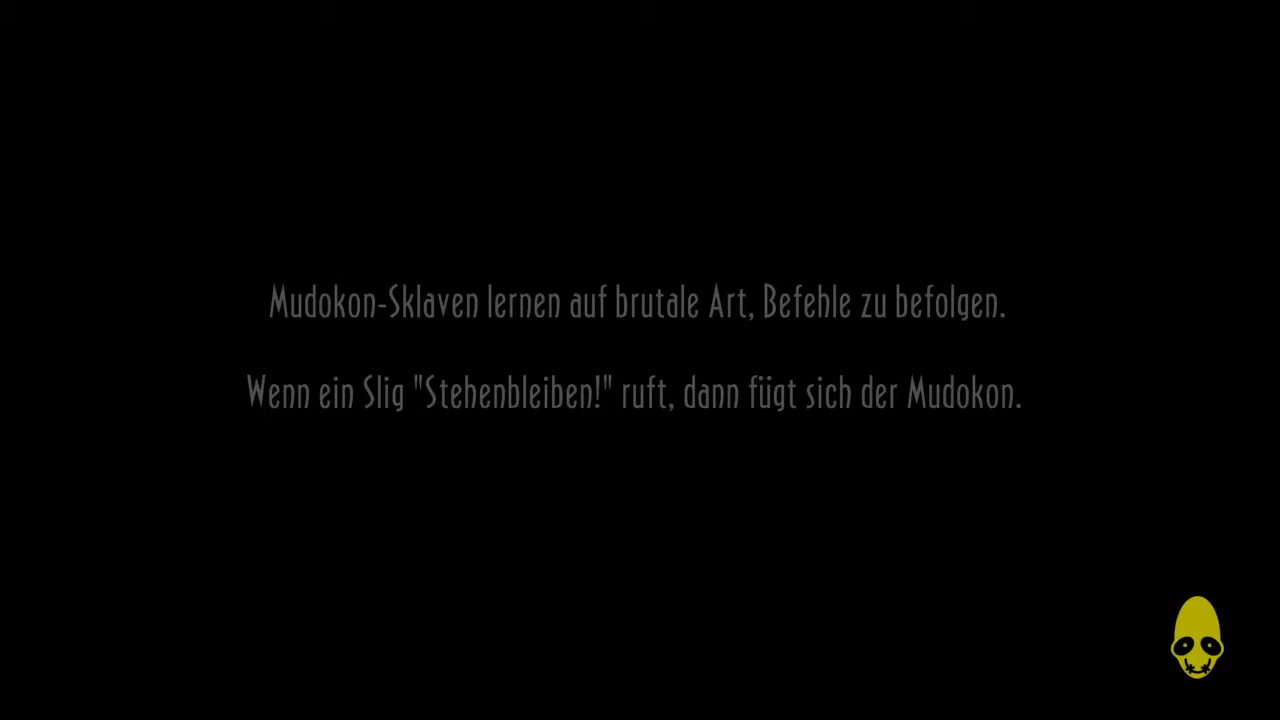 Mudokon-Sklaven lernen auf brutale Art, Befehle zu befolgen.
Wenn ein Slig "Stehenbleiben!" ruft, dann fügt sich der Mudokon.